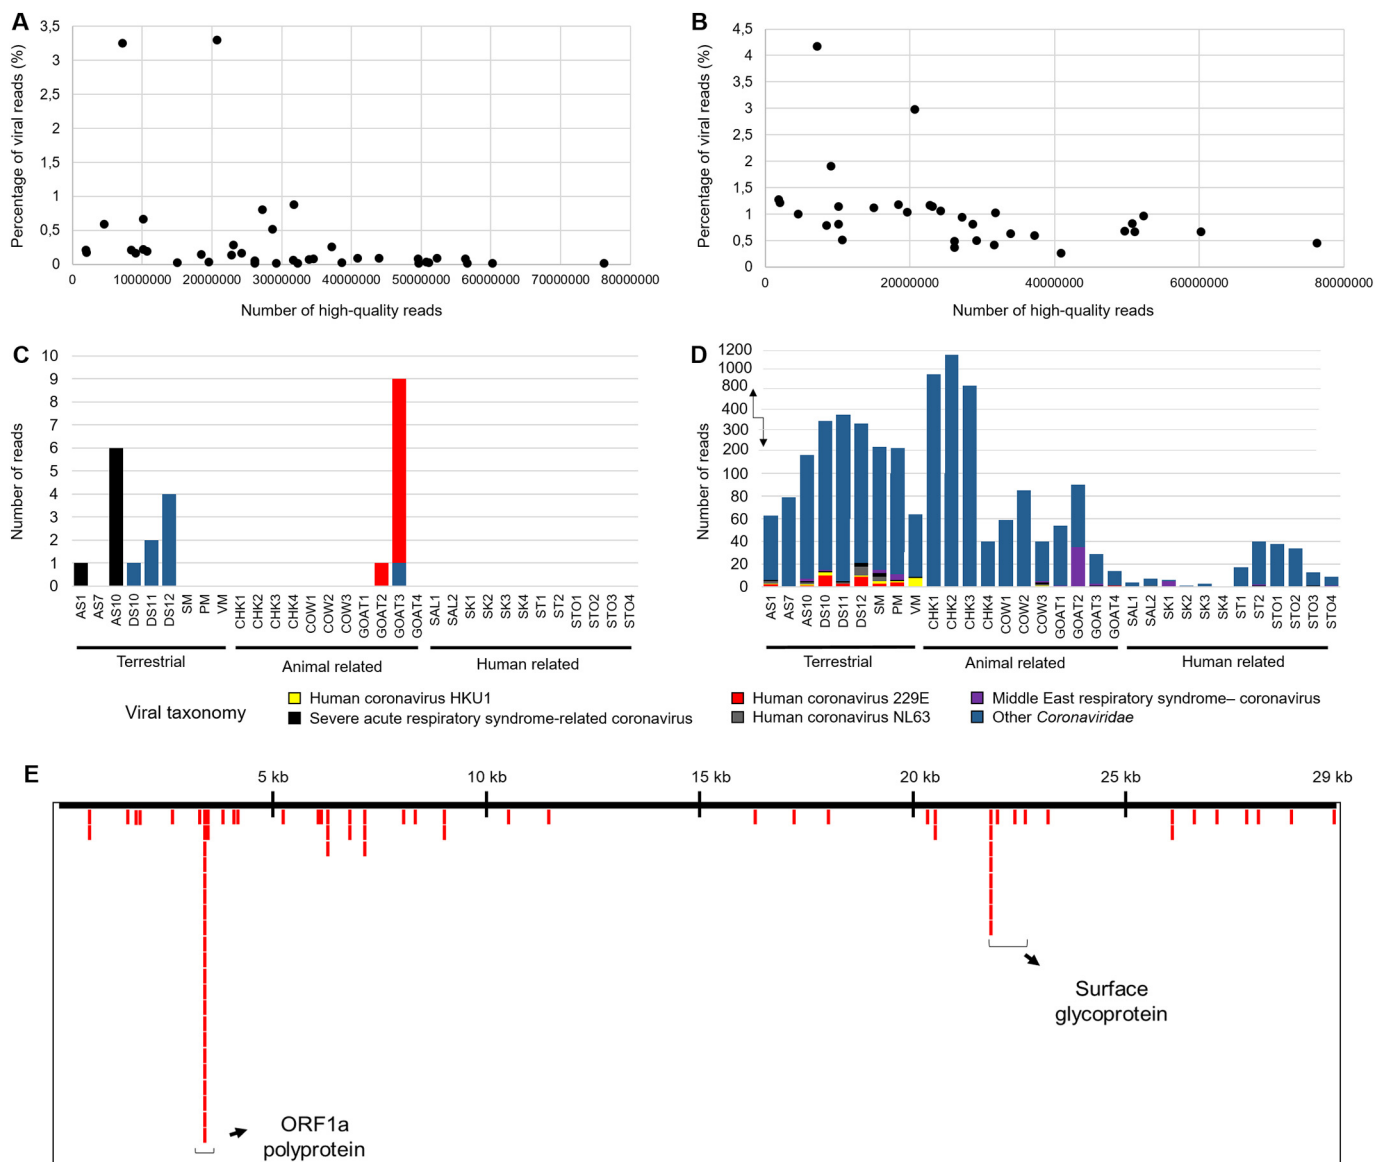 A
Percentage of viral reads (%)
3,5
3
2,5
2
1,5
1
0,5
0
0 10000000 20000000 30000000 40000000 50000000 60000000 70000000 80000000
Number of high-quality reads
B
Percentage of viral reads (%)
4,5
4
3,5
3
2,5
2
1,5
1
0,5
0
0 20000000 40000000 60000000 80000000
Number of high-quality reads
C
Number of reads
10
9
8
7
6
5
4
3
2
1
0
AS1 AS7 AS10 DS10 DS11 DS12 SM PM VM CHK1 CHK2 CHK3 CHK4 COW1 COW2 COW3 GOAT1 GOAT2 GOAT3 GOAT4 SAL1 SAL2 SK1 SK2 SK3 SK4 ST1 ST2 STO1 STO2 STO3 STO4
Terrestrial Animal related Human related
D
Number of reads
1200
1000
800
400
300
200
100
80
60
40
20
0
AS1 AS7 AS10 DS10 DS11 DS12 SM PM VM CHK1 CHK2 CHK3 CHK4 COW1 COW2 COW3 GOAT1 GOAT2 GOAT3 GOAT4 SAL1 SAL2 SK1 SK2 SK3 SK4 ST1 ST2 STO1 STO2 STO3 STO4
Terrestrial Animal related Human related
Viral taxonomy
Human coronavirus HKU1
Severe acute respiratory syndrome-related coronavirus
Human coronavirus 229E
Human coronavirus NL63
Middle East respiratory syndrome– coronavirus
Other Coronaviridae
E
5 kb 10 kb 15 kb 20 kb 25 kb 29 kb
Surface
glycoprotein
ORF1a
polyprotein